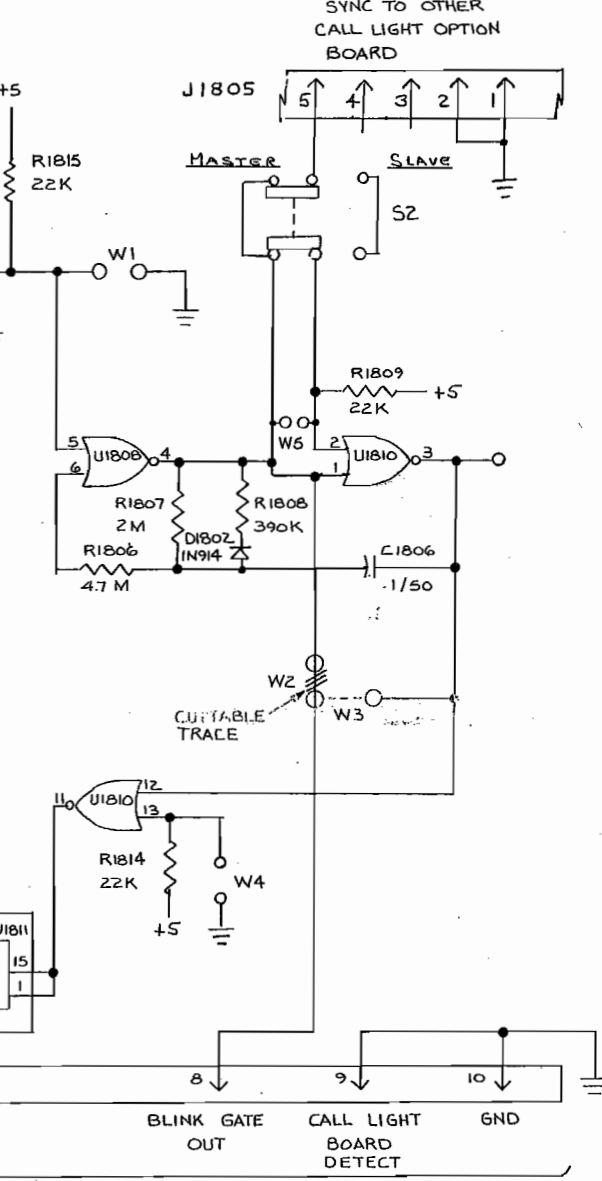 SYNC TO OTHER
CALL LIGHT OPTION
BOARD
J1805
5 4 3 2 1
+5
R1815
22K
MASTER
SLAVE
S2
W1
R1809
22K
+5
W5
5
6
U1808
4
2
1
U1810
3
R1807
2M
R1808
390K
D1802
1N914
R1806
4.7 M
C1806
.1/50
W2
W3
CUTTABLE
TRACE
11
U1810
12
13
R1814
22K
W4
+5
U1811
15
1
8
9
10
BLINK GATE
OUT
CALL LIGHT
BOARD
DETECT
GND